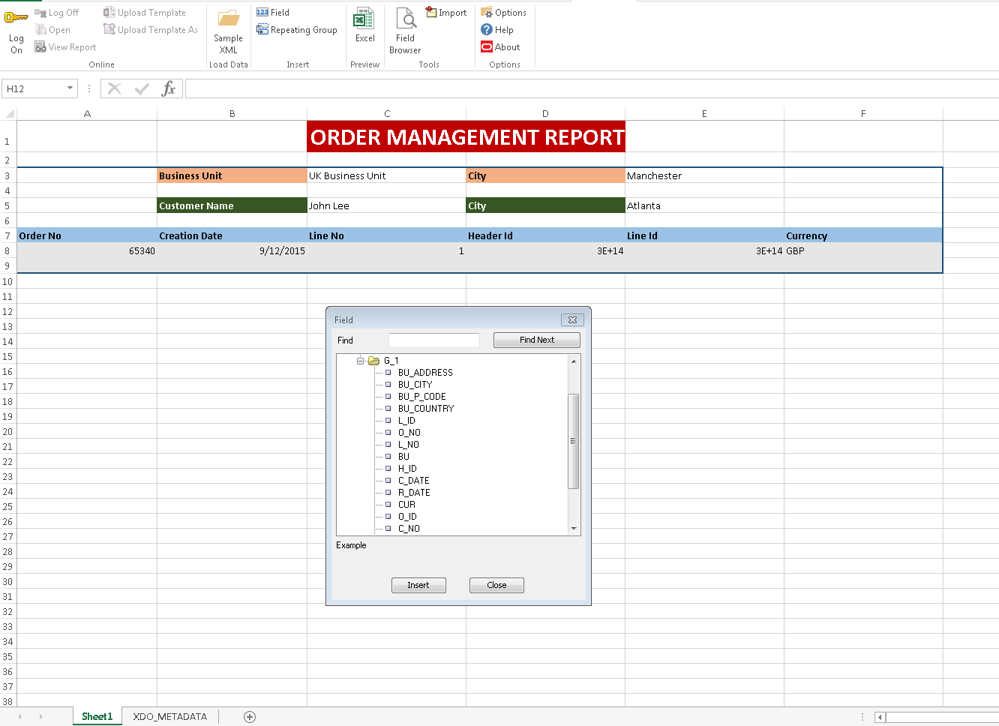 Log On
Log Off
Open
View Report
Upload Template
Upload Template As
Online
Sample XML
Load Data
Field
Repeating Group
Insert
Excel
Preview
Field Browser
Import
Tools
Options
Help
About
Options
H12
fx
A B C D E F
1 ORDER MANAGEMENT REPORT
2
3 Business Unit UK Business Unit City Manchester
4
5 Customer Name John Lee City Atlanta
6
7 Order No Creation Date Line No Header Id Line Id Currency
8 65340 9/12/2015 1 3E+14 3E+14 GBP
9
10
11
12
13
14
15
16
17
18
19
20
21
22
23
24
25
26
27
28
29
30
31
32
33
34
35
36
37
38
Field
Find
Find Next
G_1
BU_ADDRESS
BU_CITY
BU_P_CODE
BU_COUNTRY
L_ID
O_NO
L_NO
BU
H_ID
C_DATE
R_DATE
CUR
O_ID
C_NO
Example
Insert Close
Sheet1 XDO_METADATA